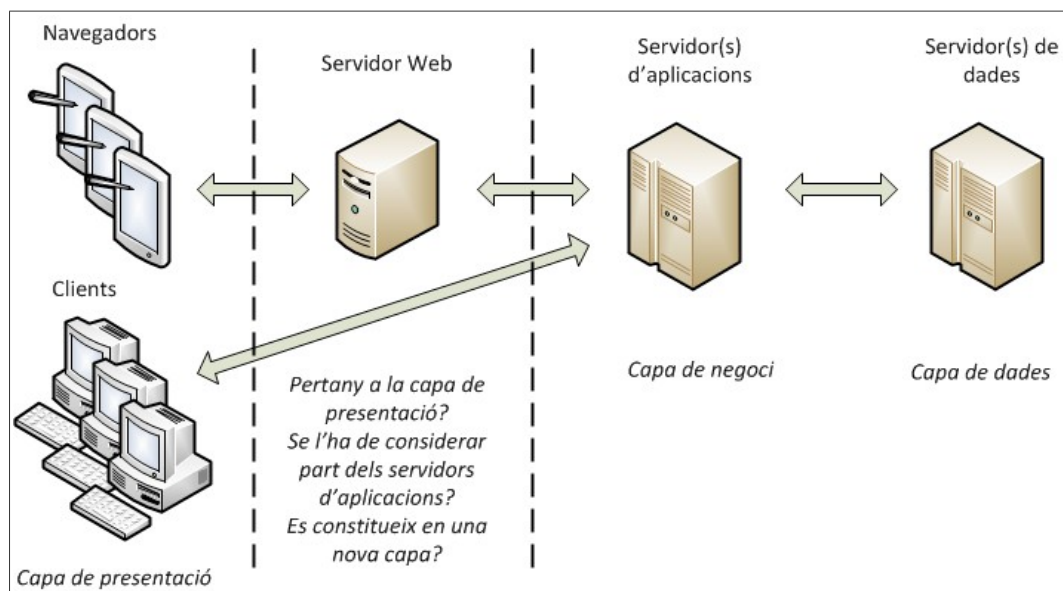 Navegadors
Servidor Web
Servidor(s)
d’aplicacions
Servidor(s) de
dades
Clients
Pertany a la capa de
presentació?
Se l’ha de considerar
part dels servidors
d’aplicacions?
Es constitueix en una
nova capa?
Capa de negoci
Capa de dades
Capa de presentació